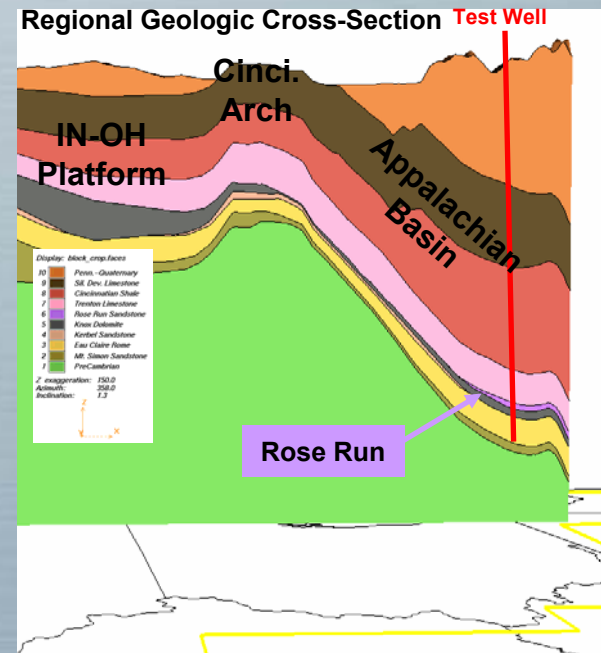 Regional Geologic Cross-Section
Test Well
Cinci.
Arch
IN-OH
Platform
Appalachian
Basin
Display: block_crop.faces
10 Penn.-Quaternary
9 Sil. Dev. Limestone
8 Cincinnatian Shale
7 Trenton Limestone
6 Rose Run Sandstone
5 Knox Dolomite
4 Kerbel Sandstone
3 Eau Claire Rome
2 Mt. Simon Sandstone
1 PreCambrian
Z exaggeration: 150.0
Azimuth: 358.0
Inclination: 1.3
Z
X
Rose Run